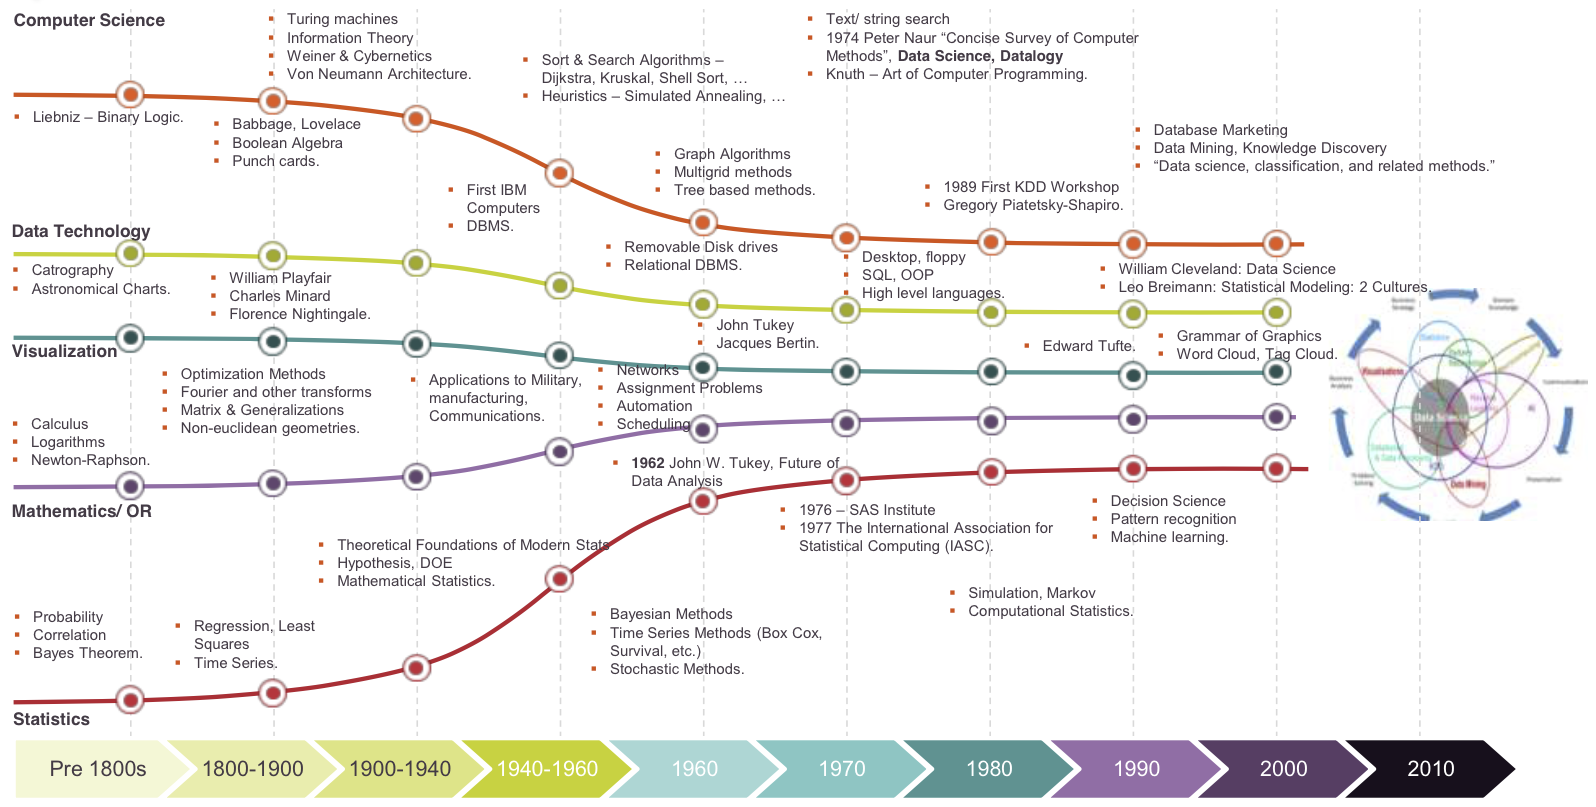 Computer Science
Turing machines
Information Theory
Weiner & Cybernetics
Von Neumann Architecture.
Text/ string search
1974 Peter Naur “Concise Survey of Computer
Methods”, Data Science, Datalogy
Knuth – Art of Computer Programming.
Sort & Search Algorithms –
Dijkstra, Kruskal, Shell Sort, …
Heuristics – Simulated Annealing, …
Liebniz – Binary Logic.
Babbage, Lovelace
Boolean Algebra
Punch cards.
Database Marketing
Data Mining, Knowledge Discovery
“Data science, classification, and related methods.”
Graph Algorithms
Multigrid methods
Tree based methods.
First IBM
Computers
DBMS.
1989 First KDD Workshop
Gregory Piatetsky-Shapiro.
Data Technology
Catrography
Astronomical Charts.
William Playfair
Charles Minard
Florence Nightingale.
Removable Disk drives
Relational DBMS.
Desktop, floppy
SQL, OOP
High level languages.
William Cleveland: Data Science
Leo Breimann: Statistical Modeling: 2 Cultures.
John Tukey
Jacques Bertin.
Edward Tufte.
Grammar of Graphics
Word Cloud, Tag Cloud.
Visualization
Optimization Methods
Fourier and other transforms
Matrix & Generalizations
Non-euclidean geometries.
Applications to Military,
manufacturing,
Communications.
Networks
Assignment Problems
Automation
Scheduling
Calculus
Logarithms
Newton-Raphson.
Visualisation
Data Mining
1962 John W. Tukey, Future of
Data Analysis
Mathematics/ OR
1976 – SAS Institute
1977 The International Association for
Statistical Computing (IASC).
Decision Science
Pattern recognition
Machine learning.
Theoretical Foundations of Modern Stats
Hypothesis, DOE
Mathematical Statistics.
Simulation, Markov
Computational Statistics.
Probability
Correlation
Bayes Theorem.
Regression, Least
Squares
Time Series.
Bayesian Methods
Time Series Methods (Box Cox,
Survival, etc.)
Stochastic Methods.
Statistics
Pre 1800s
1800-1900
1900-1940
1940-1960
1960
1970
1980
1990
2000
2010